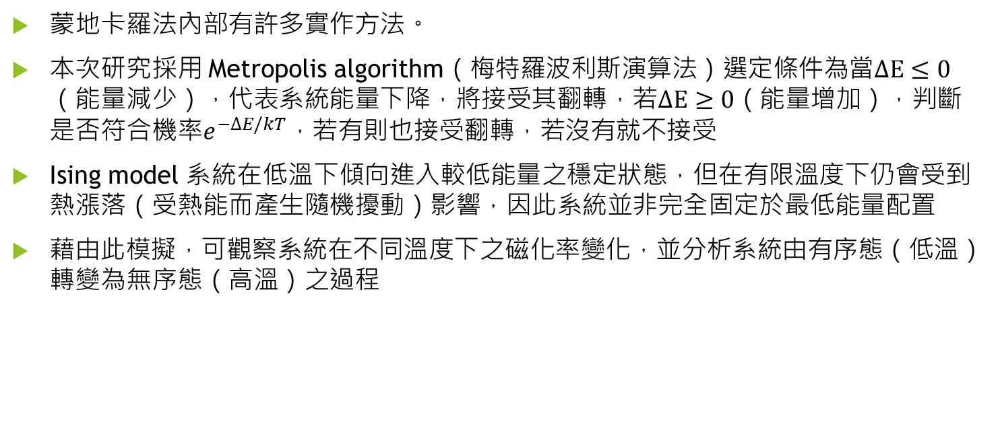 蒙地卡羅法內部有許多實作方法。
本次研究採用 Metropolis algorithm（梅特羅波利斯演算法）選定條件為當ΔE ≤ 0
（能量減少），代表系統能量下降，將接受其翻轉，若ΔE ≥ 0（能量增加），判斷
是否符合機率e^{−ΔE/kT}，若有則也接受翻轉，若沒有就不接受
Ising model 系統在低溫下傾向進入較低能量之穩定狀態，但在有限溫度下仍會受到
熱漲落（受熱能而產生隨機擾動）影響，因此系統並非完全固定於最低能量配置
藉由此模擬，可觀察系統在不同溫度下之磁化率變化，並分析系統由有序態（低溫）
轉變為無序態（高溫）之過程